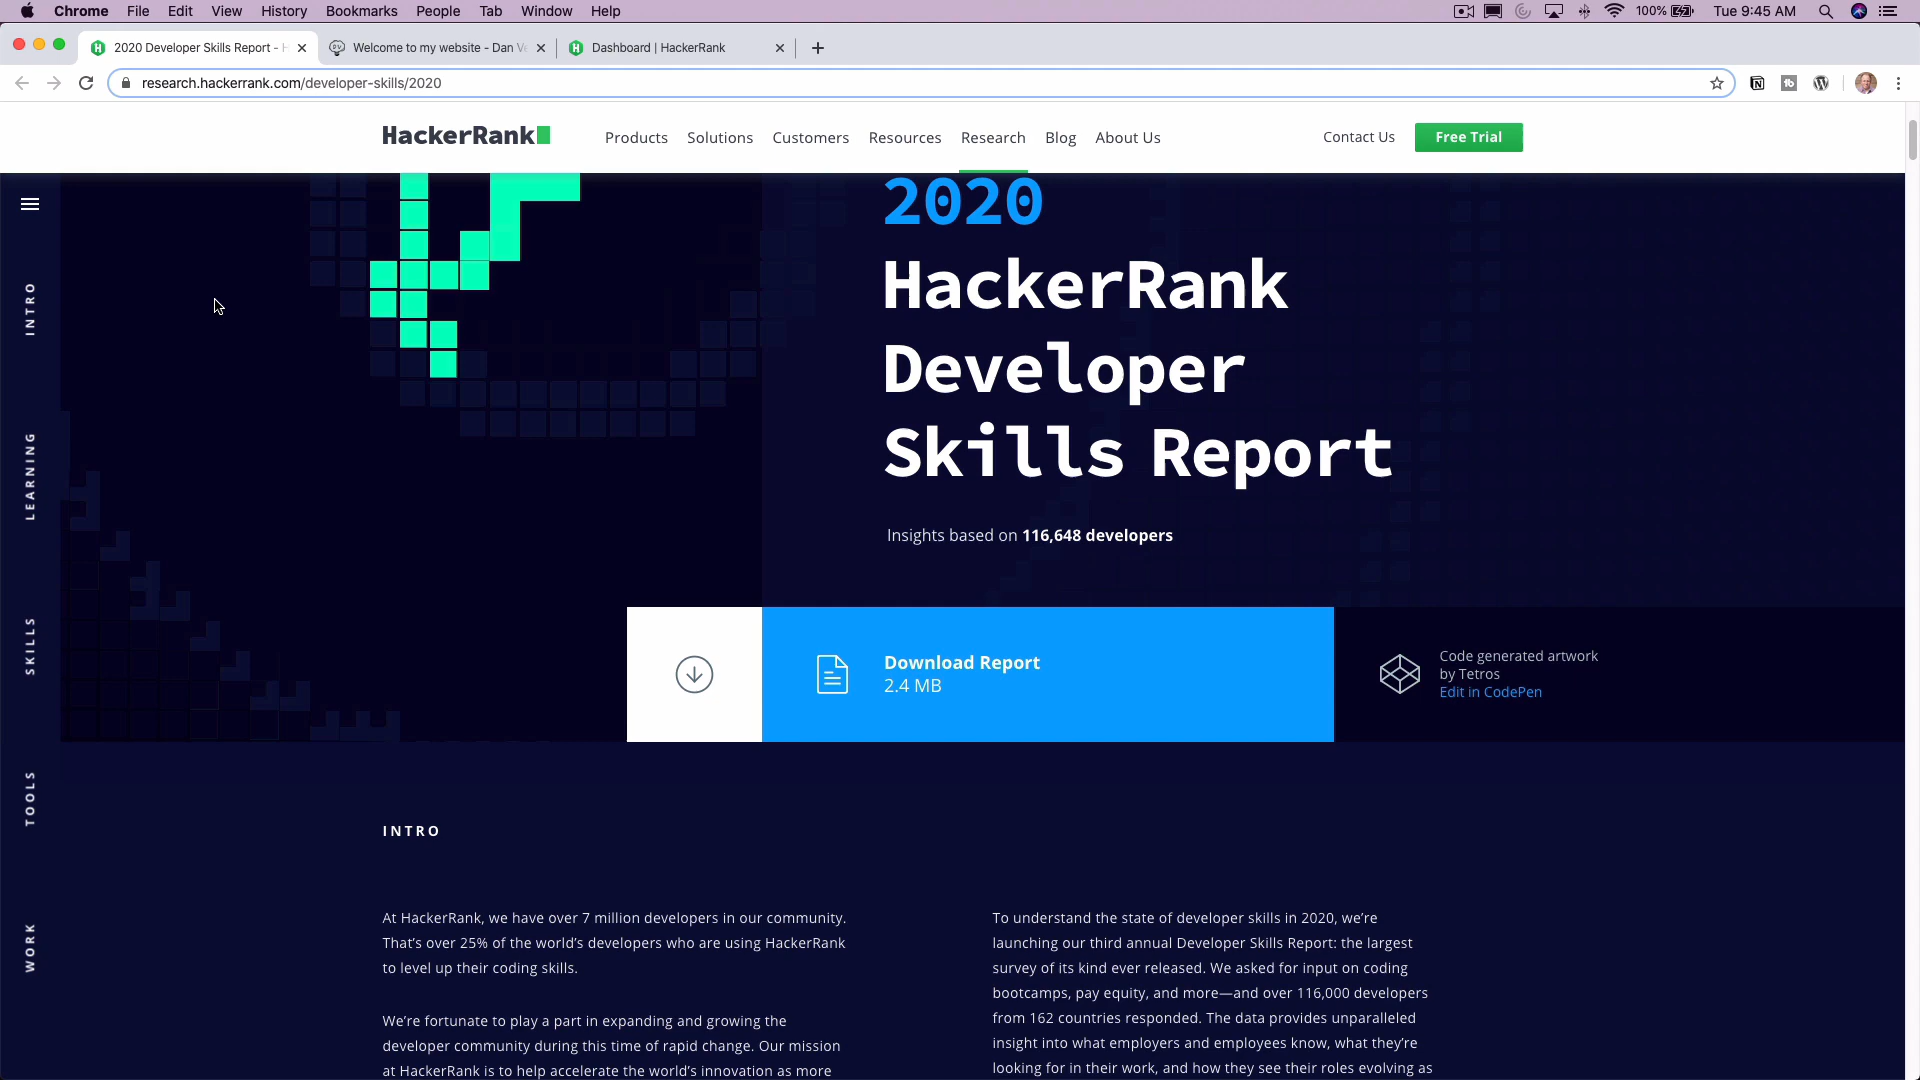 Chrome File Edit View History Bookmarks People Tab Window Help 100% Tue 9:45 AM
2020 Developer Skills Report - H Welcome to my website - Dan Ve Dashboard | HackerRank
research.hackerrank.com/developer-skills/2020
HackerRank Products Solutions Customers Resources Research Blog About Us Contact Us Free Trial
INTRO
LEARNING
SKILLS
TOOLS
WORK
2020
HackerRank
Developer
Skills Report
Insights based on 116,648 developers
Download Report
2.4 MB
Code generated artwork
by Tetros
Edit in CodePen
INTRO
At HackerRank, we have over 7 million developers in our community.
That’s over 25% of the world’s developers who are using HackerRank
to level up their coding skills.
We’re fortunate to play a part in expanding and growing the
developer community during this time of rapid change. Our mission
at HackerRank is to help accelerate the world’s innovation as more
To understand the state of developer skills in 2020, we’re
launching our third annual Developer Skills Report: the largest
survey of its kind ever released. We asked for input on coding
bootcamps, pay equity, and more—and over 116,000 developers
from 162 countries responded. The data provides unparalleled
insight into what employers and employees know, what they’re
looking for in their work, and how they see their roles evolving as